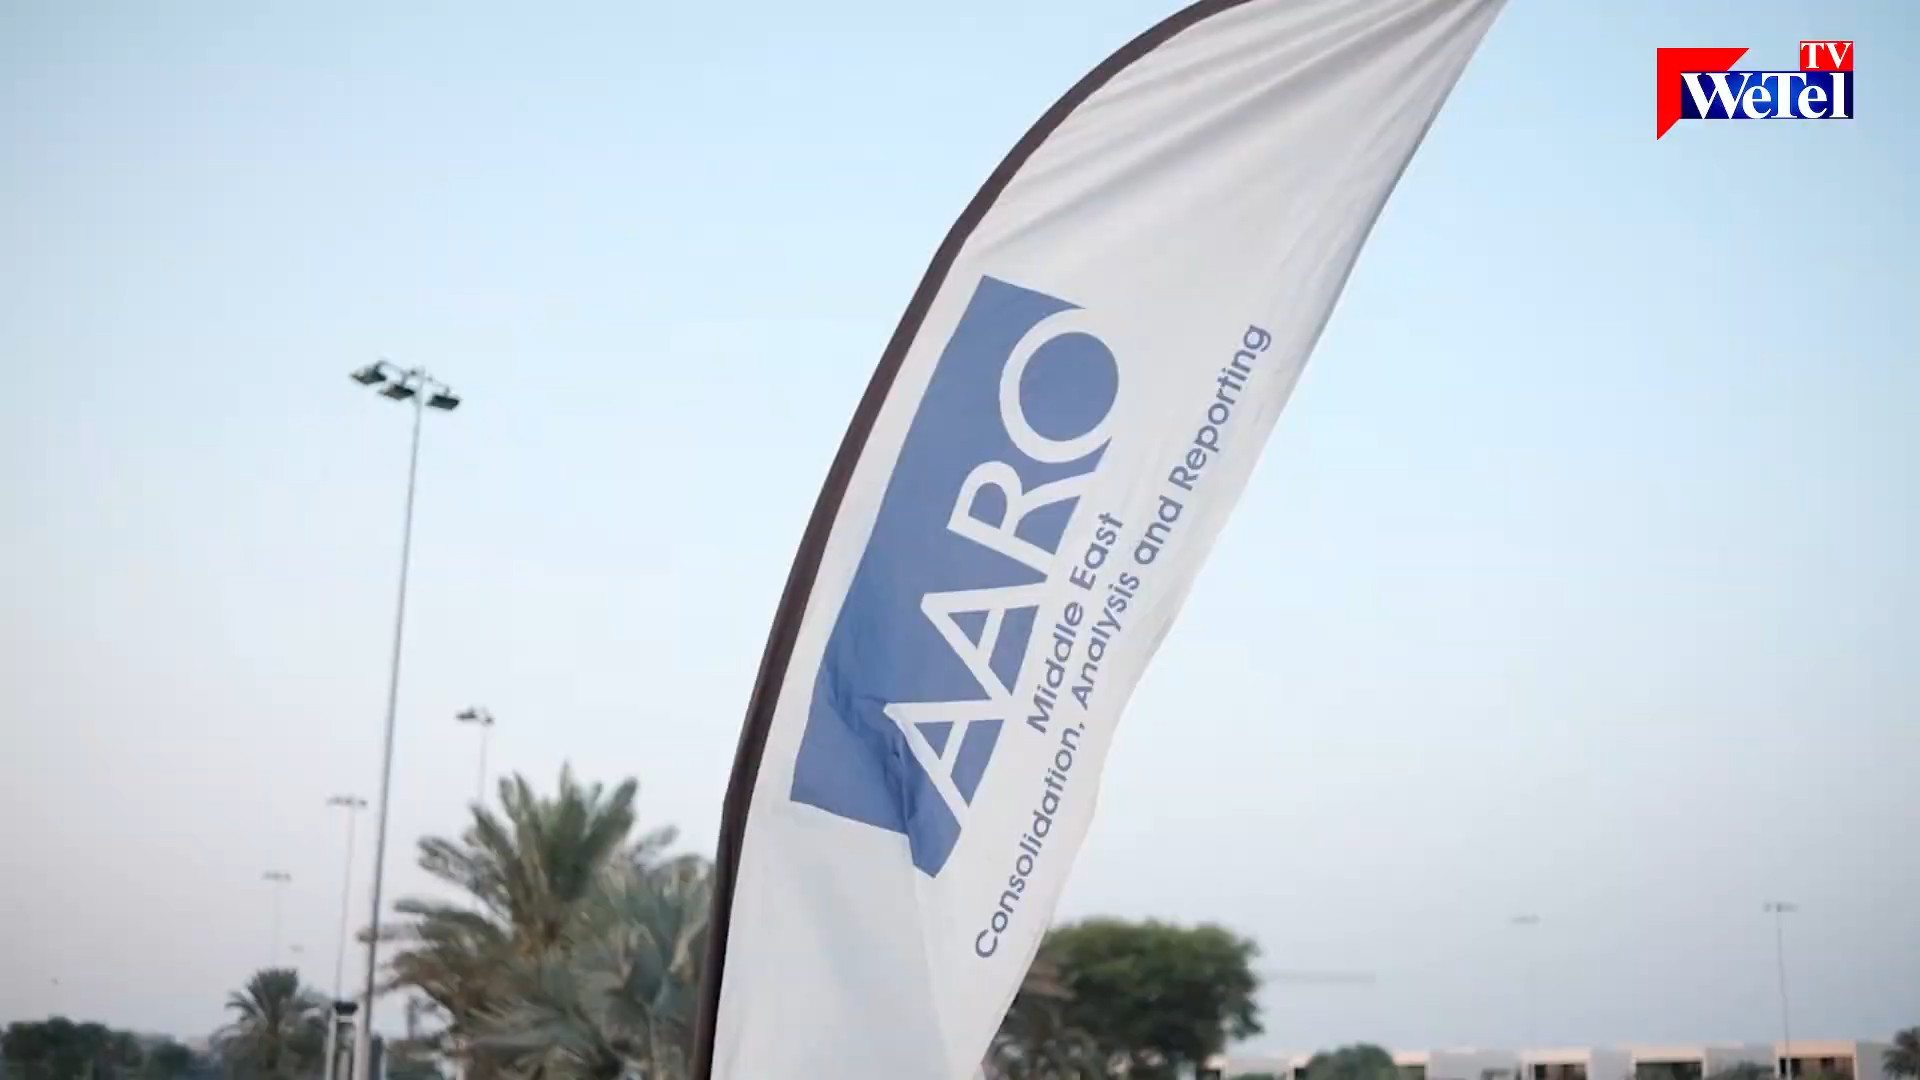 TV
WeTel
AARO
Middle East
Consolidation, Analysis and Reporting